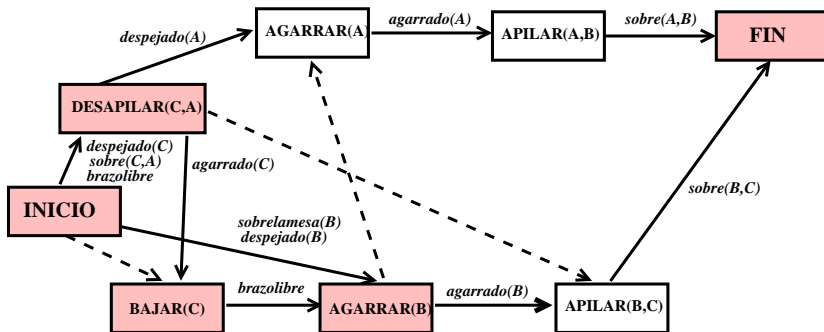 despejado(A)
AGARRAR(A)
agarrado(A)
APILAR(A,B)
sobre(A,B)
FIN
DESAPILAR(C,A)
despejado(C)
sobre(C,A)
brazolibre
agarrado(C)
sobre(B,C)
INICIO
sobrelamesa(B)
despejado(B)
BAJAR(C)
brazolibre
AGARRAR(B)
agarrado(B)
APILAR(B,C)